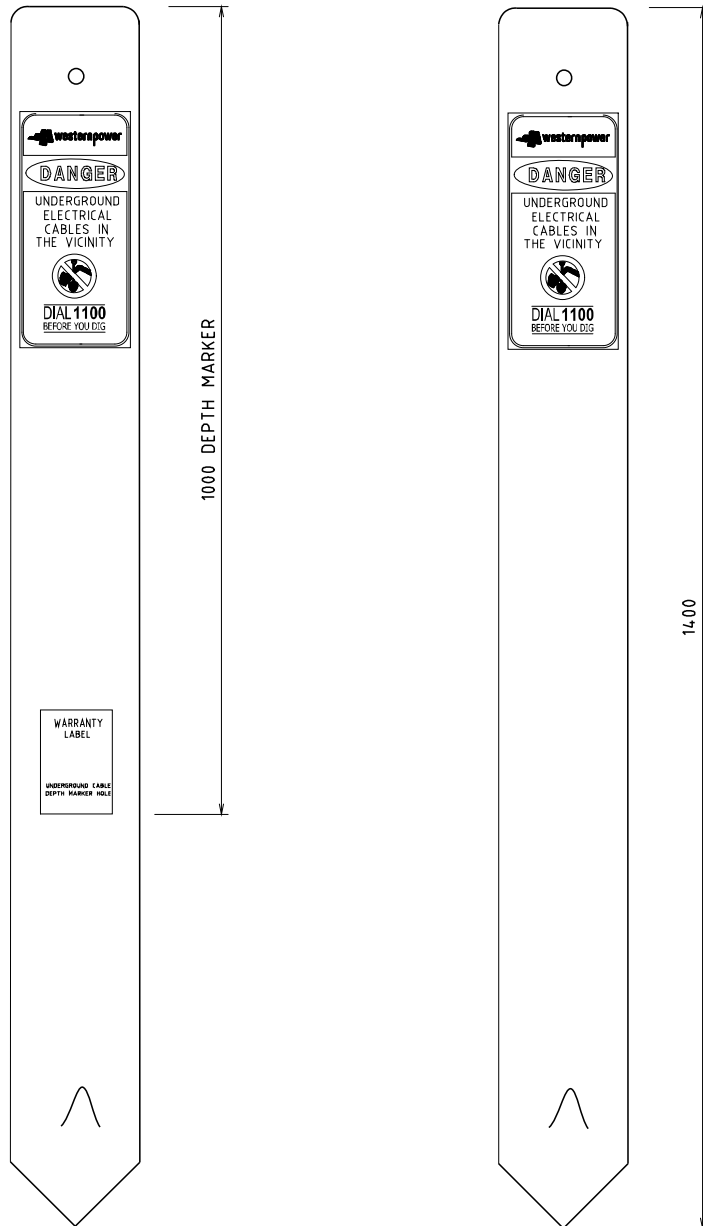 westernpower
DANGER
UNDERGROUND
ELECTRICAL
CABLES IN
THE VICINITY
DIAL 1100
BEFORE YOU DIG
1000 DEPTH MARKER
WARRANTY
LABEL
UNDERGROUND CABLE
DEPTH MARKER HOLE
westernpower
DANGER
UNDERGROUND
ELECTRICAL
CABLES IN
THE VICINITY
DIAL 1100
BEFORE YOU DIG
1400